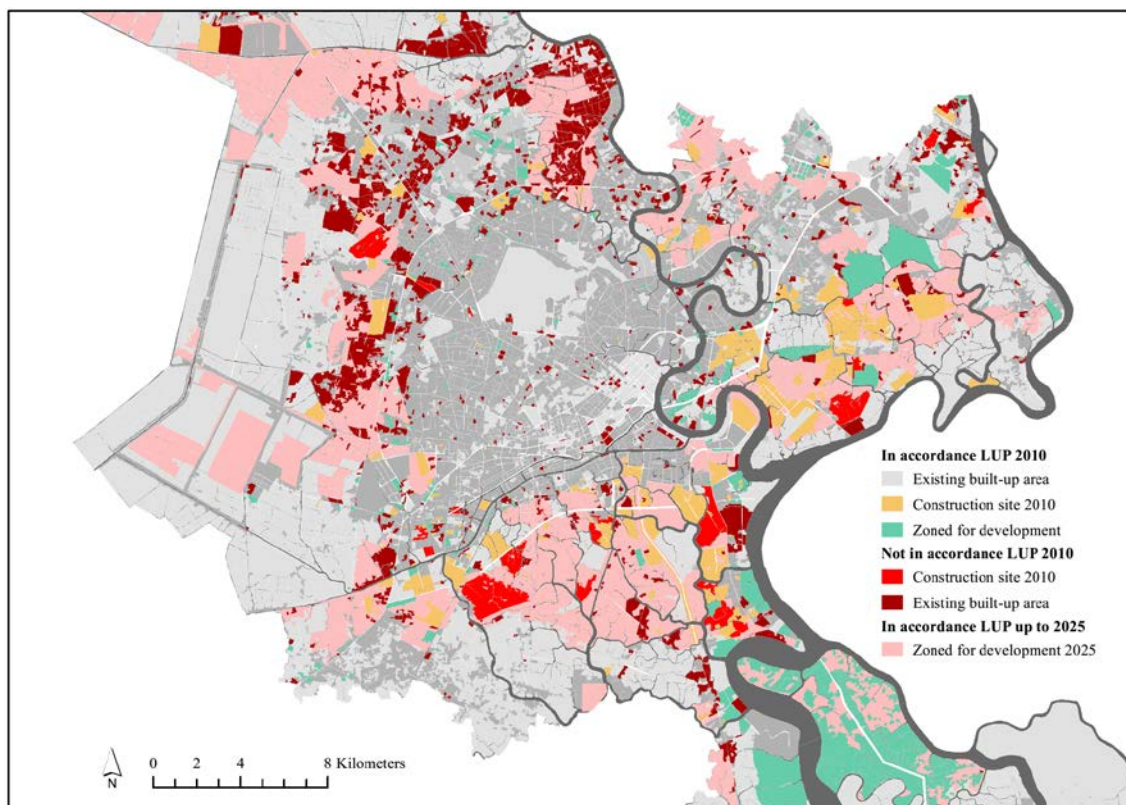 In accordance LUP 2010
Existing built-up area
Construction site 2010
Zoned for development
Not in accordance LUP 2010
Construction site 2010
Existing built-up area
In accordance LUP up to 2025
Zoned for development 2025
N
0 2 4 8 Kilometers